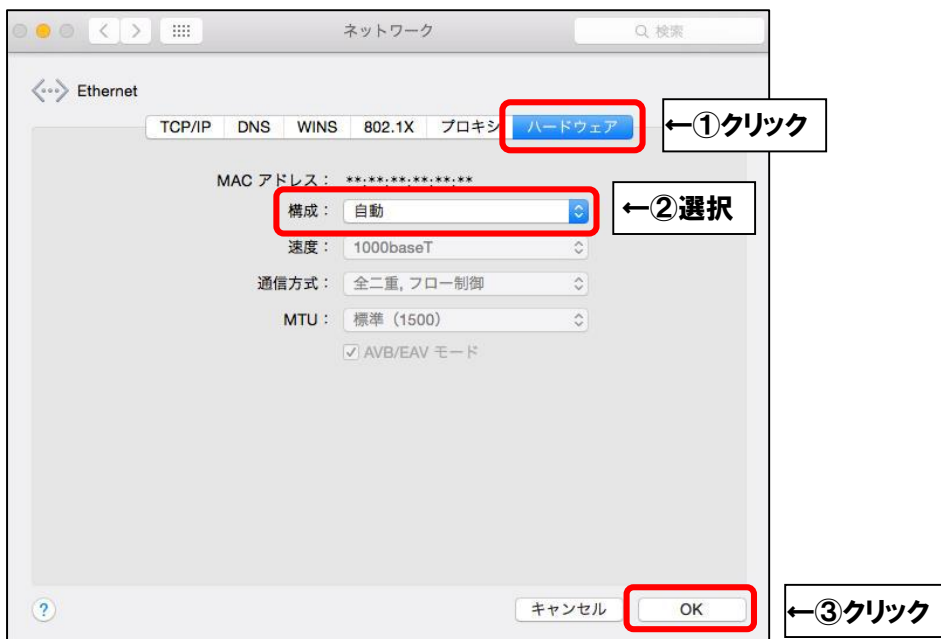 ネットワーク
検索
Ethernet
TCP/IP DNS WINS 802.1X プロキシ ハードウェア
←①クリック
MAC アドレス： **:**:**:**:**:**
構成： 自動
←②選択
速度： 1000baseT
通信方式： 全二重, フロー制御
MTU： 標準（1500）
AVB/EAV モード
?
キャンセル
OK
←③クリック